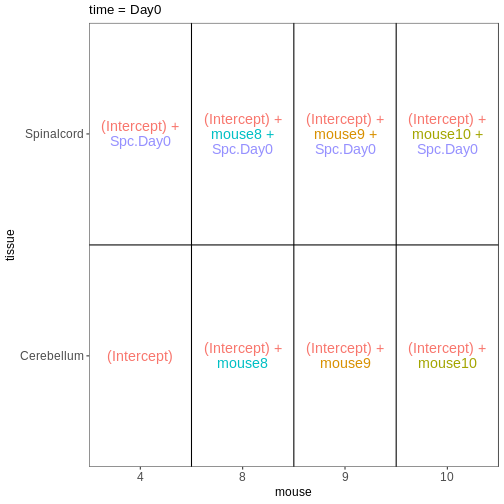 time = Day0
Spinalcord
(Intercept) +
Spc.Day0
(Intercept) +
mouse8 +
Spc.Day0
(Intercept) +
mouse9 +
Spc.Day0
(Intercept) +
mouse10 +
Spc.Day0
tissue
Cerebellum
(Intercept)
(Intercept) +
mouse8
(Intercept) +
mouse9
(Intercept) +
mouse10
4
8
9
10
mouse